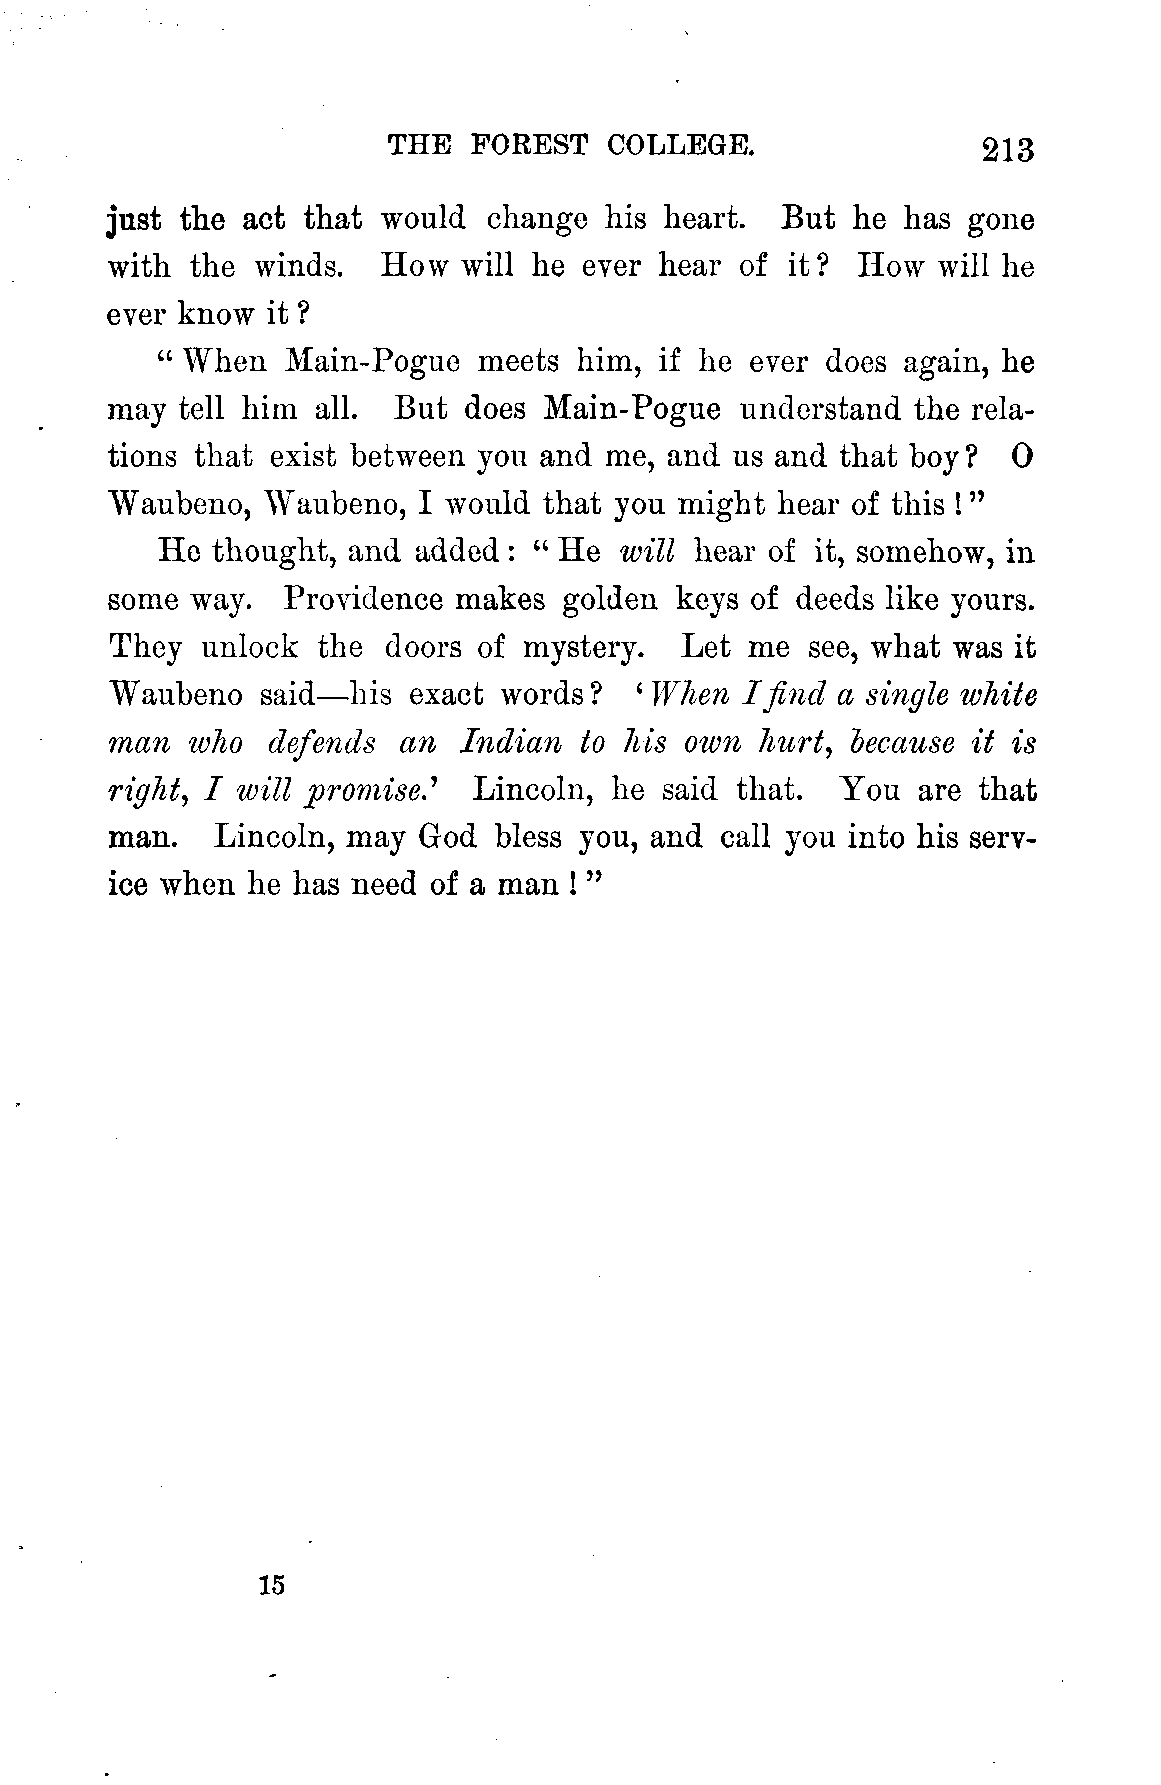 THE FOREST COLLEGE. 213
just the act that would change his heart. But he has gone
with the winds. How will he ever hear of it? How will he
ever know it?
"When Main-Pogue meets him, if he ever does again, he
may tell him all. But does Main-Pogue understand the rela-
tions that exist between you and me, and us and that boy? O
Waubeno, Waubeno, I would that you might hear of this!"
He thought, and added: "He will hear of it, somehow, in
some way. Providence makes golden keys of deeds like yours.
They unlock the doors of mystery. Let me see, what was it
Waubeno said—his exact words? 'When I find a single white
man who defends an Indian to his own hurt, because it is
right, I will promise.' Lincoln, he said that. You are that
man. Lincoln, may God bless you, and call you into his serv-
ice when he has need of a man!"
15